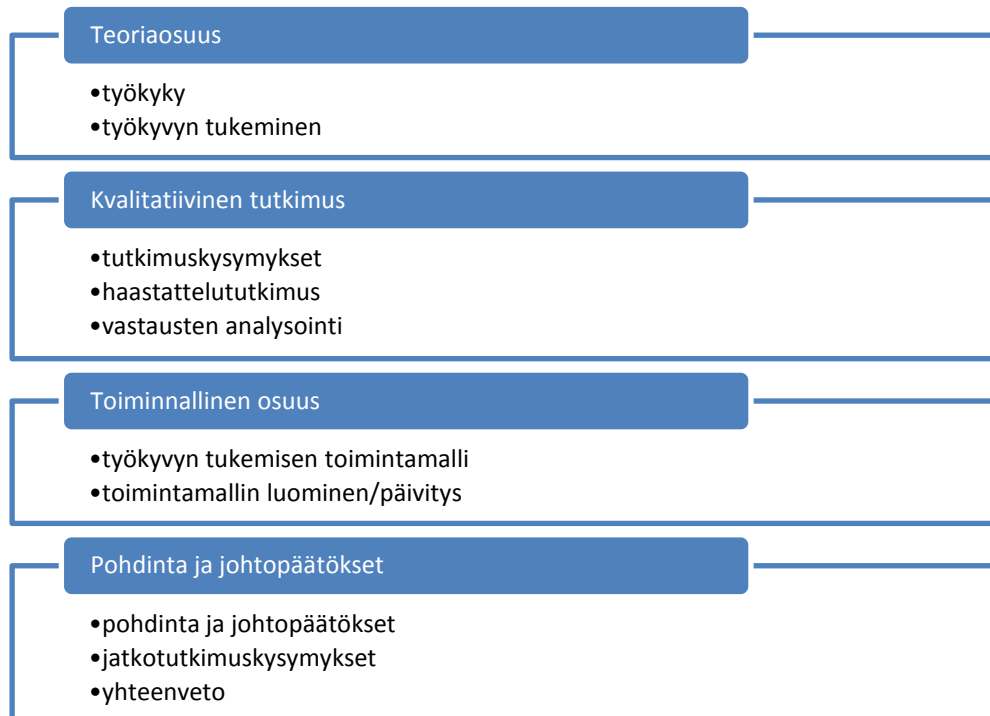 Teoriaosuus
•työkyky
•työkyvyn tukeminen
Kvalitatiivinen tutkimus
•tutkimuskysymykset
•haastattelututkimus
•vastausten analysointi
Toiminnallinen osuus
•työkyvyn tukemisen toimintamalli
•toimintamallin luominen/päivitys
Pohdinta ja johtopäätökset
•pohdinta ja johtopäätökset
•jatkotutkimuskysymykset
•yhteenveto